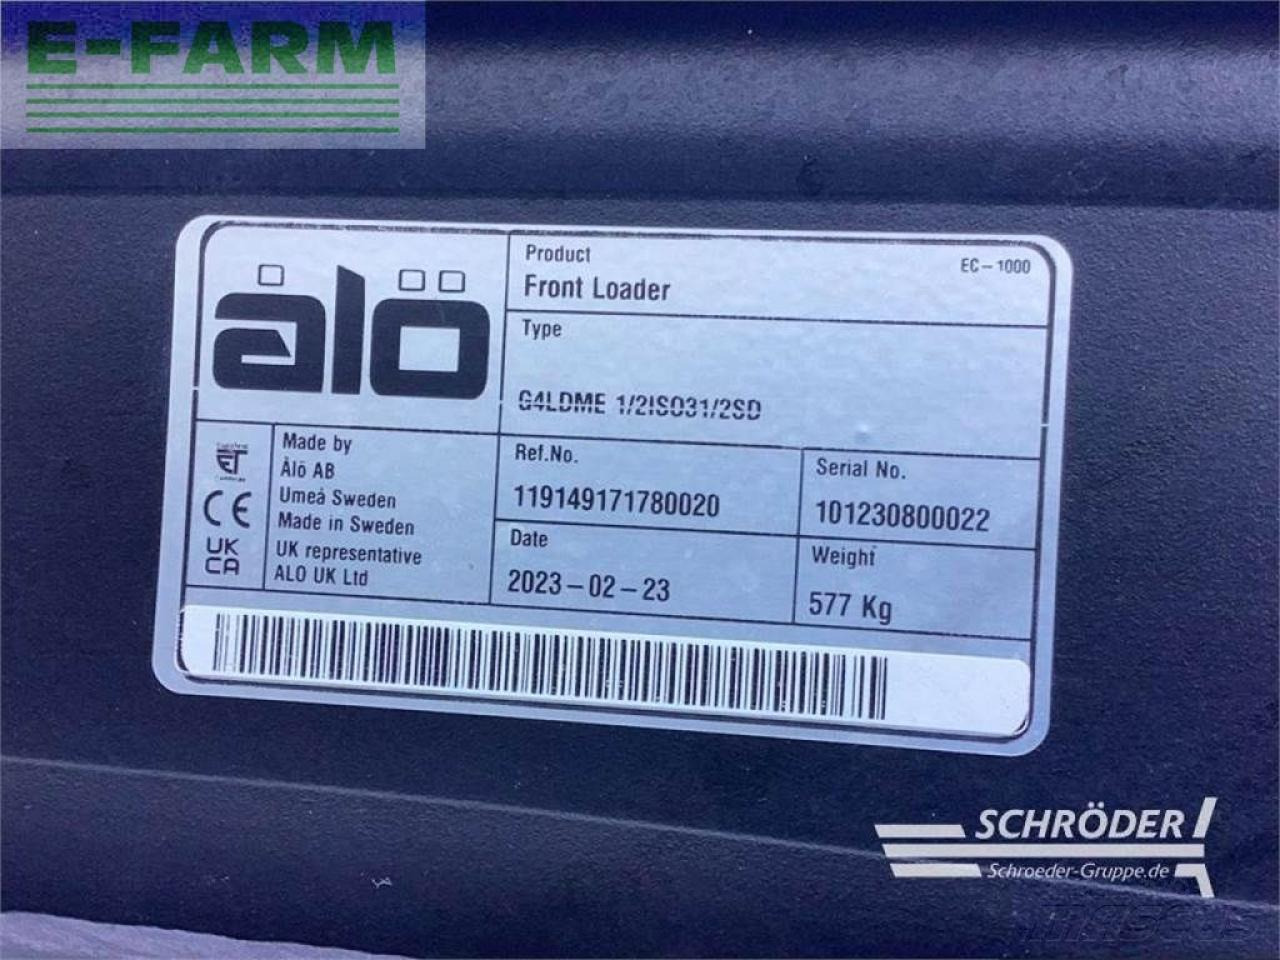 E-FARM
älö
Product
EC-1000
Front Loader
Type
G4LDME 1/2ISO31/2SD
Made by
Ålö AB
Umeå Sweden
Made in Sweden
UK representative
ALO UK Ltd
CE
UK
CA
Ref.No.
119149171780020
Serial No.
101230800022
Date
2023-02-23
Weight
577 Kg
SCHRÖDER
Schroeder-Gruppe.de